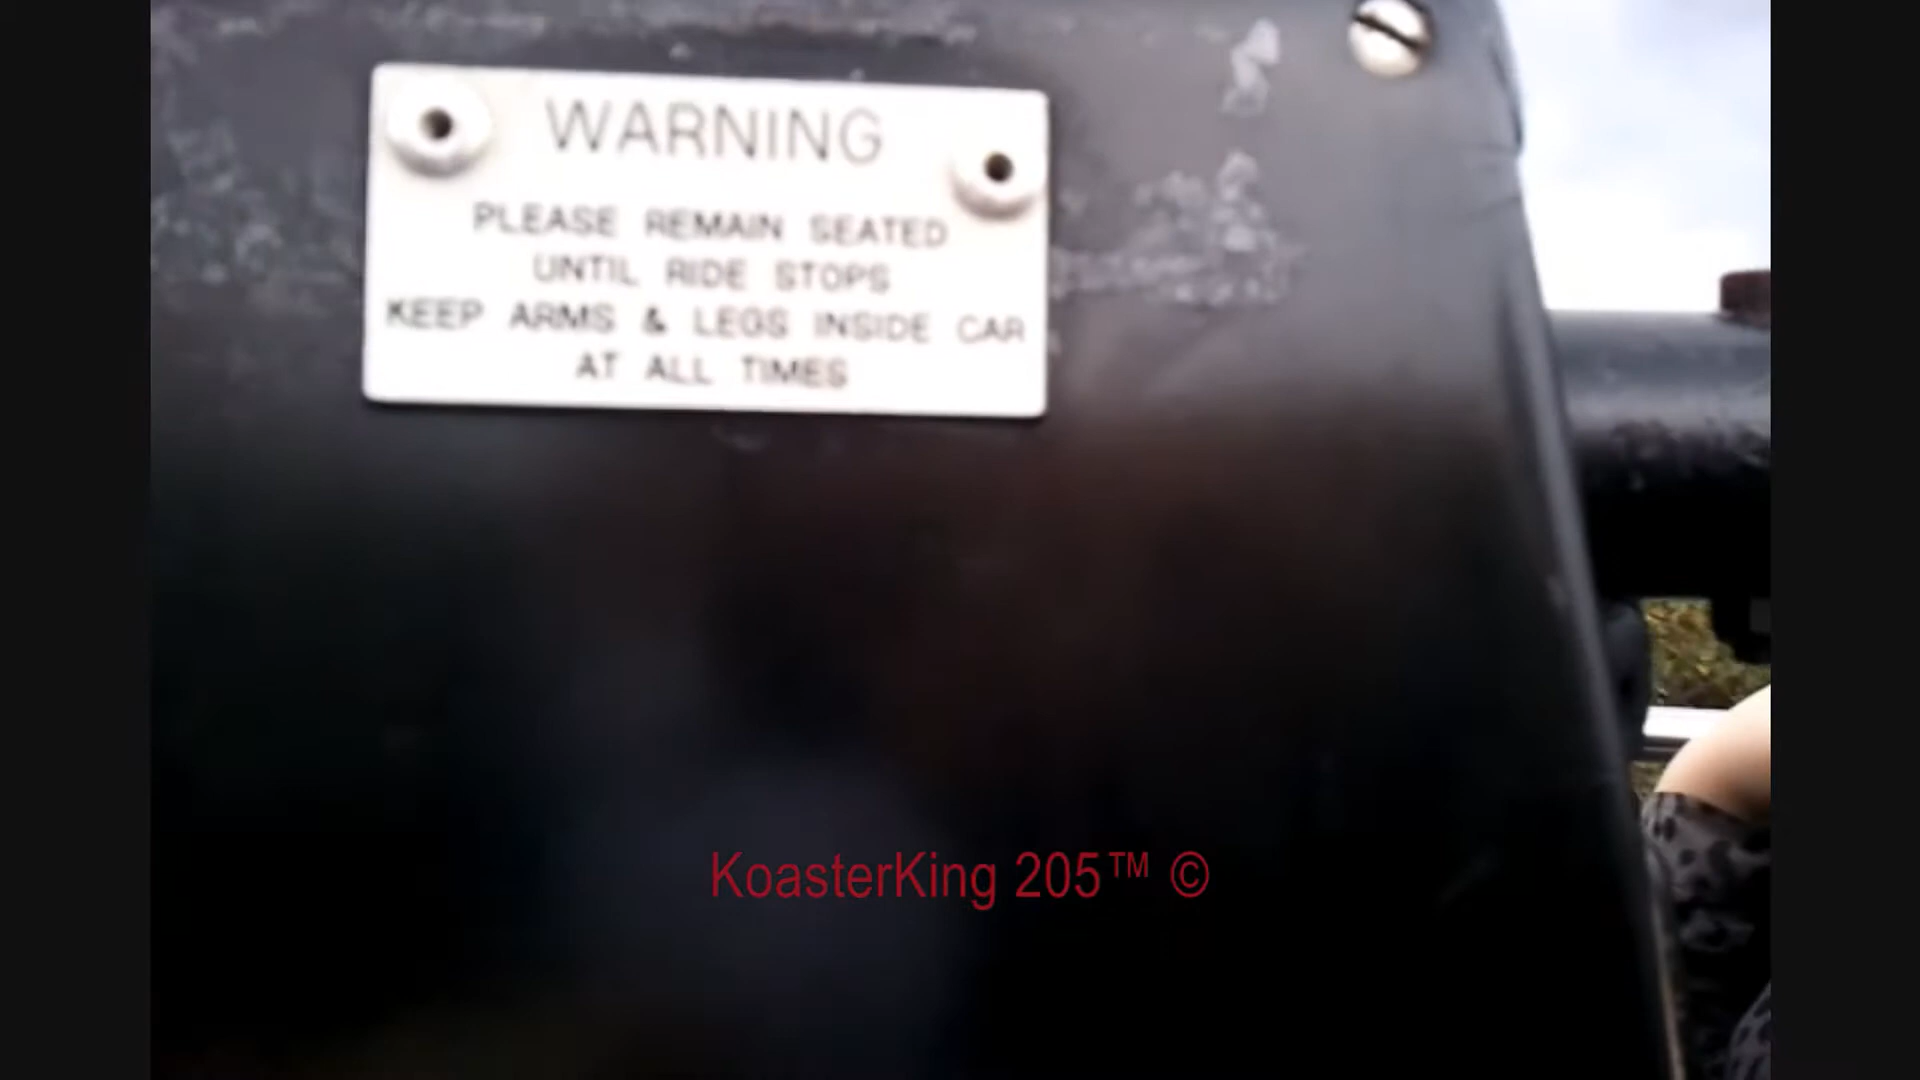 WARNING
PLEASE REMAIN SEATED
UNTIL RIDE STOPS
KEEP ARMS & LEGS INSIDE CAR
AT ALL TIMES
KoasterKing 205™ ©